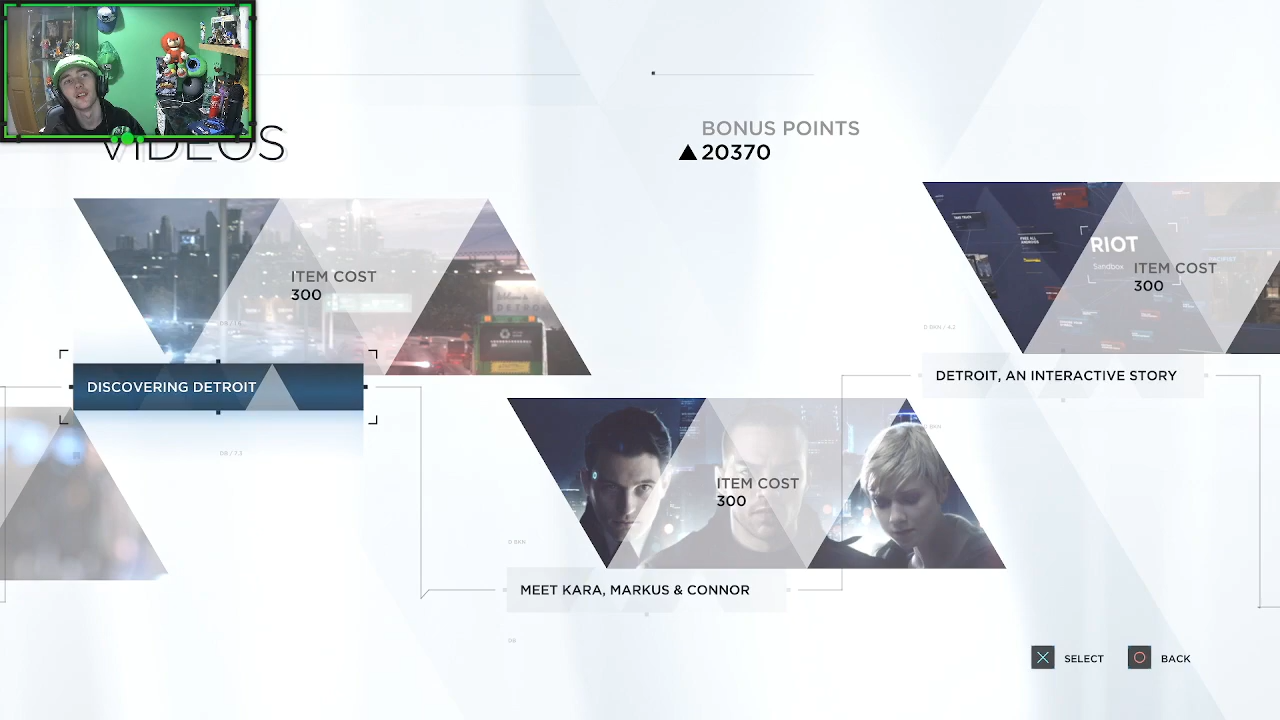 VIDEOS
BONUS POINTS
20370
ITEM COST
300
DISCOVERING DETROIT
ITEM COST
300
MEET KARA, MARKUS & CONNOR
RIOT
Sandbox
ITEM COST
300
DETROIT, AN INTERACTIVE STORY
SELECT
BACK